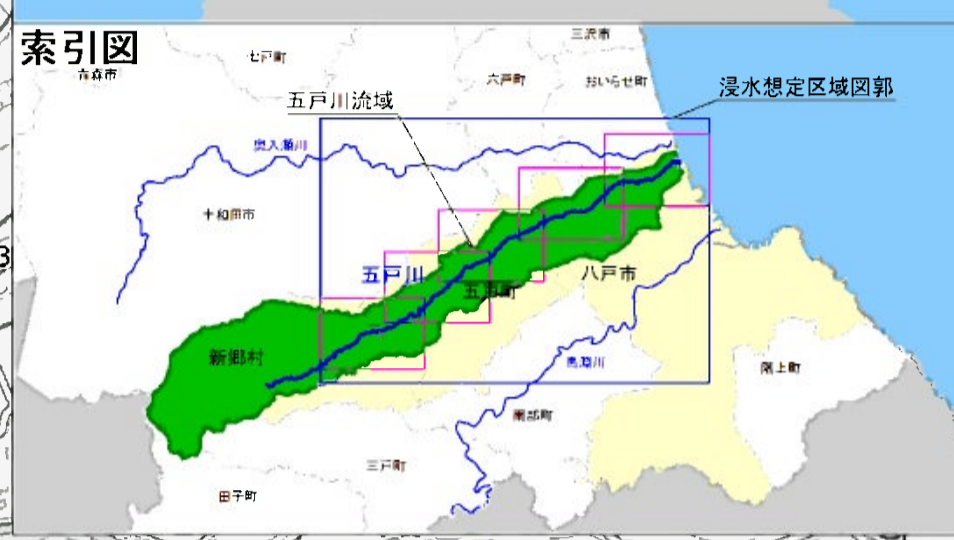 索引図
三沢市
七戸町
青森市
六戸町
おいらせ町
浸水想定区域図郭
五戸川流域
奥入瀬川
十和田市
五戸川
八戸市
五戸町
新郷村
馬淵川
階上町
南部町
三戸町
田子町
3